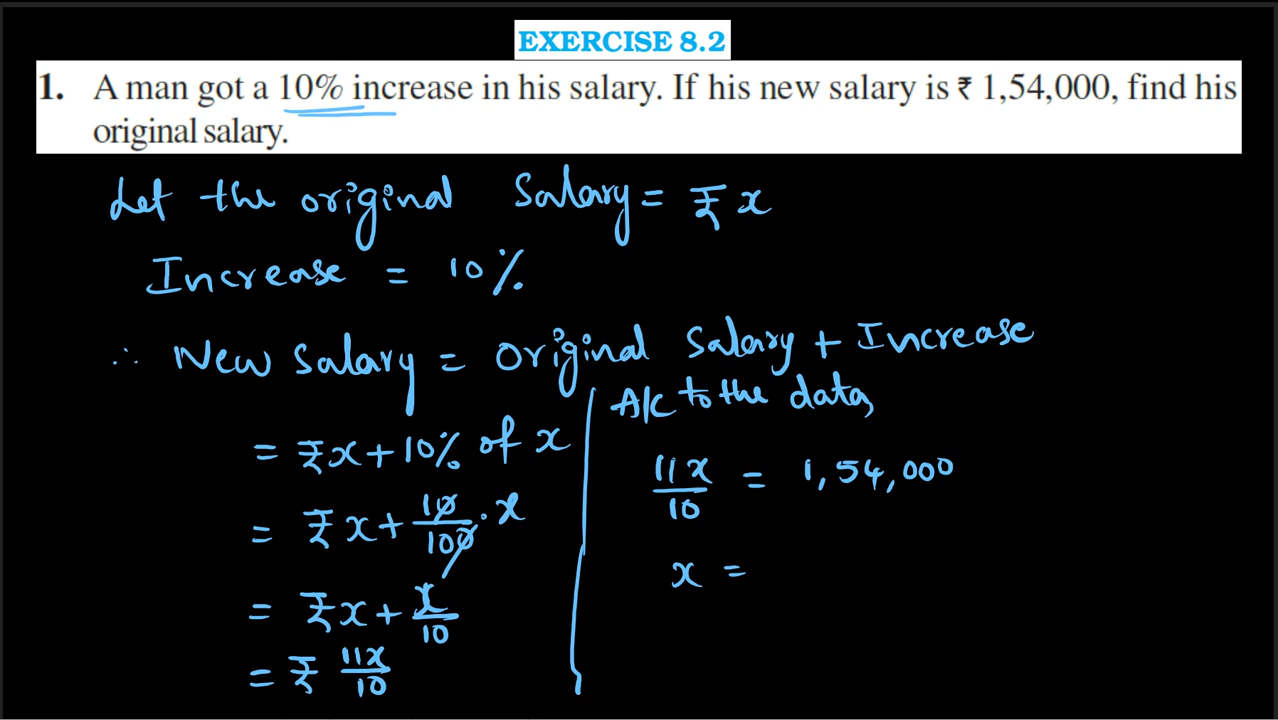 EXERCISE 8.2
1. A man got a 10% increase in his salary. If his new salary is ₹ 1,54,000, find his
original salary.
Let the original Salary = ₹ x
Increase = 10%.
∴ New Salary = Original Salary + Increase
= ₹ x + 10% of x
= ₹ x + 10/100 . x
= ₹ x + x/10
= ₹ 11x/10
A/c to the data,
11x/10 = 1,54,000
x =